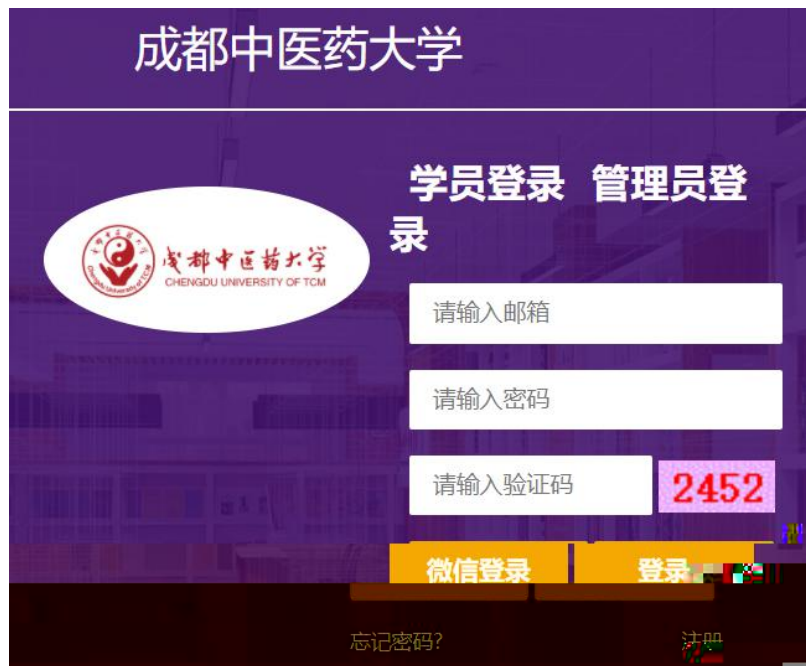 成都中医药大学
学员登录 管理员登
录
成都中医药大学
CHENGDU UNIVERSITY OF TCM
请输入邮箱
请输入密码
请输入验证码 2452
微信登录 登录
忘记密码? 注册